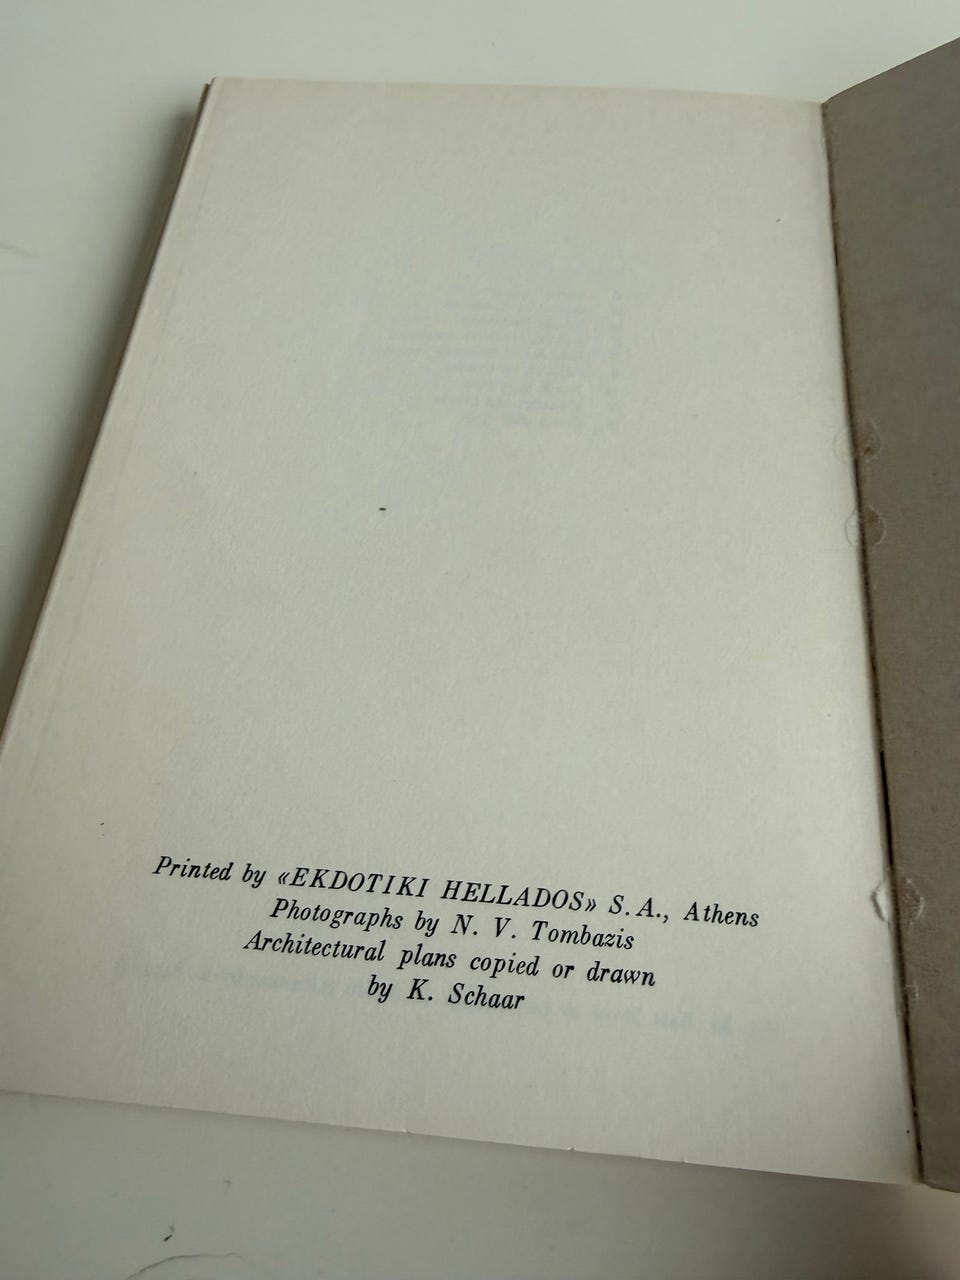 Printed by «EKDOTIKI HELLADOS» S.A., Athens
Photographs by N. V. Tombazis
Architectural plans copied or drawn
by K. Schaar